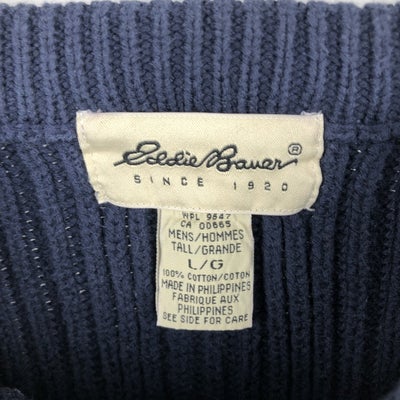 Eddie Bauer®
SINCE 1920
WPL 9547
CA 00665
MENS/HOMMES
TALL/GRANDE
L/G
100% COTTON/COTON
MADE IN PHILIPPINES
FABRIQUE AUX
PHILIPPINES
SEE SIDE FOR CARE